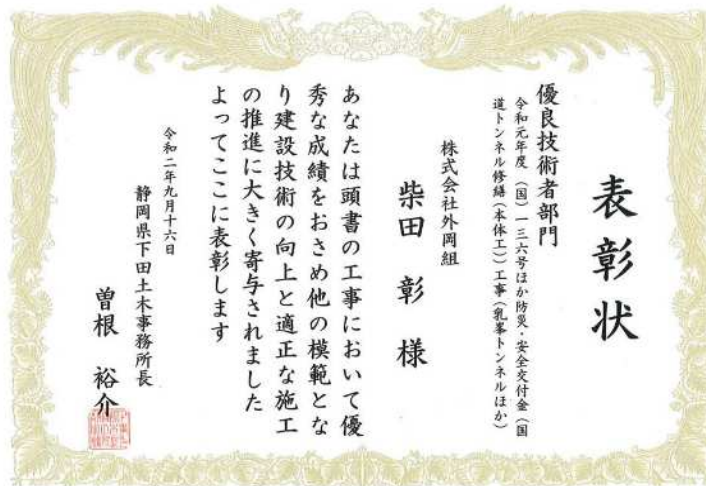 表彰状
優良技術者部門
令和元年度（国）一三六号ほか防災・安全交付金（国
道トンネル修繕（本体工））工事（乳峯トンネルほか）
株式会社外岡組
柴田 彰 様
あなたは頭書の工事において優
秀な成績をおさめ他の模範とな
り建設技術の向上と適正な施工
の推進に大きく寄与されました
よってここに表彰します
令和二年九月十六日
静岡県下田土木事務所長
曽根 裕介